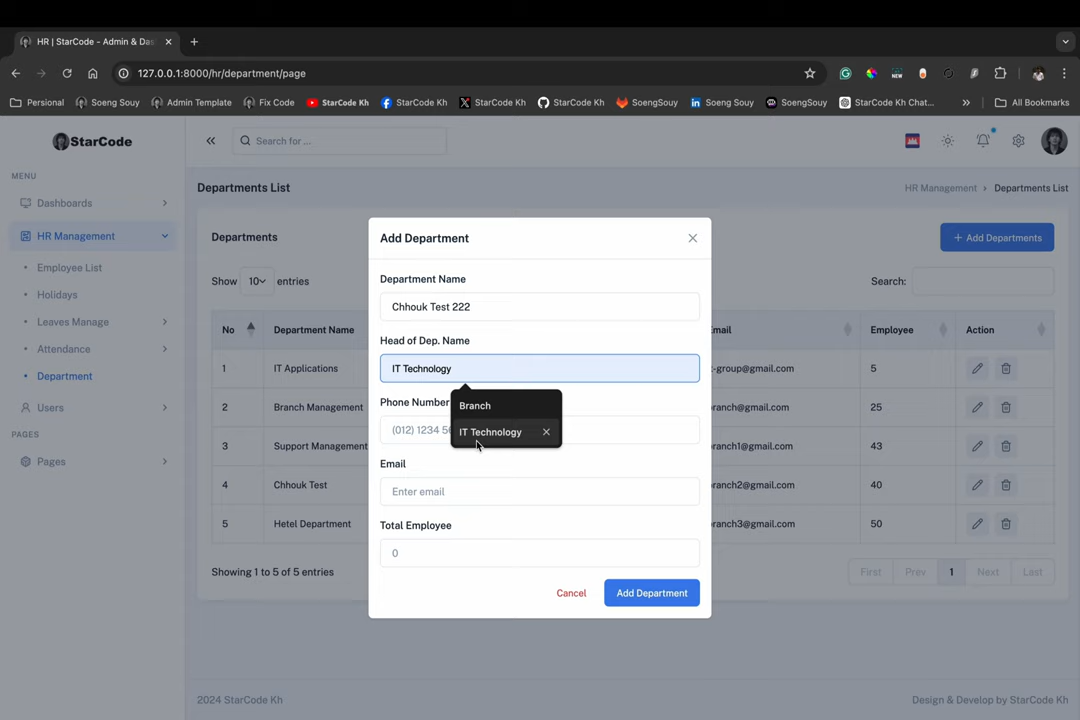 HR | StarCode - Admin & Das
127.0.0.1:8000/hr/department/page
Personal
Soeng Souy
Admin Template
Fix Code
StarCode Kh
StarCode Kh
StarCode Kh
StarCode Kh
SoengSouy
Soeng Souy
SoengSouy
StarCode Kh Chat...
All Bookmarks
StarCode
Search for ...
MENU
Dashboards
HR Management
Employee List
Holidays
Leaves Manage
Attendance
Department
Users
PAGES
Pages
Departments List
HR Management
Departments List
Departments
+ Add Departments
Show 10 entries
Search:
No
Department Name
Email
Employee
Action
1 IT Applications t-group@gmail.com 5
2 Branch Management ranch@gmail.com 25
3 Support Management ranch1@gmail.com 43
4 Chhouk Test ranch2@gmail.com 40
5 Hetel Department ranch3@gmail.com 50
Showing 1 to 5 of 5 entries
First Prev 1 Next Last
Add Department
Department Name
Chhouk Test 222
Head of Dep. Name
IT Technology
Branch
IT Technology
Phone Number
(012) 1234 5
Email
Enter email
Total Employee
0
Cancel
Add Department
2024 StarCode Kh
Design & Develop by StarCode Kh